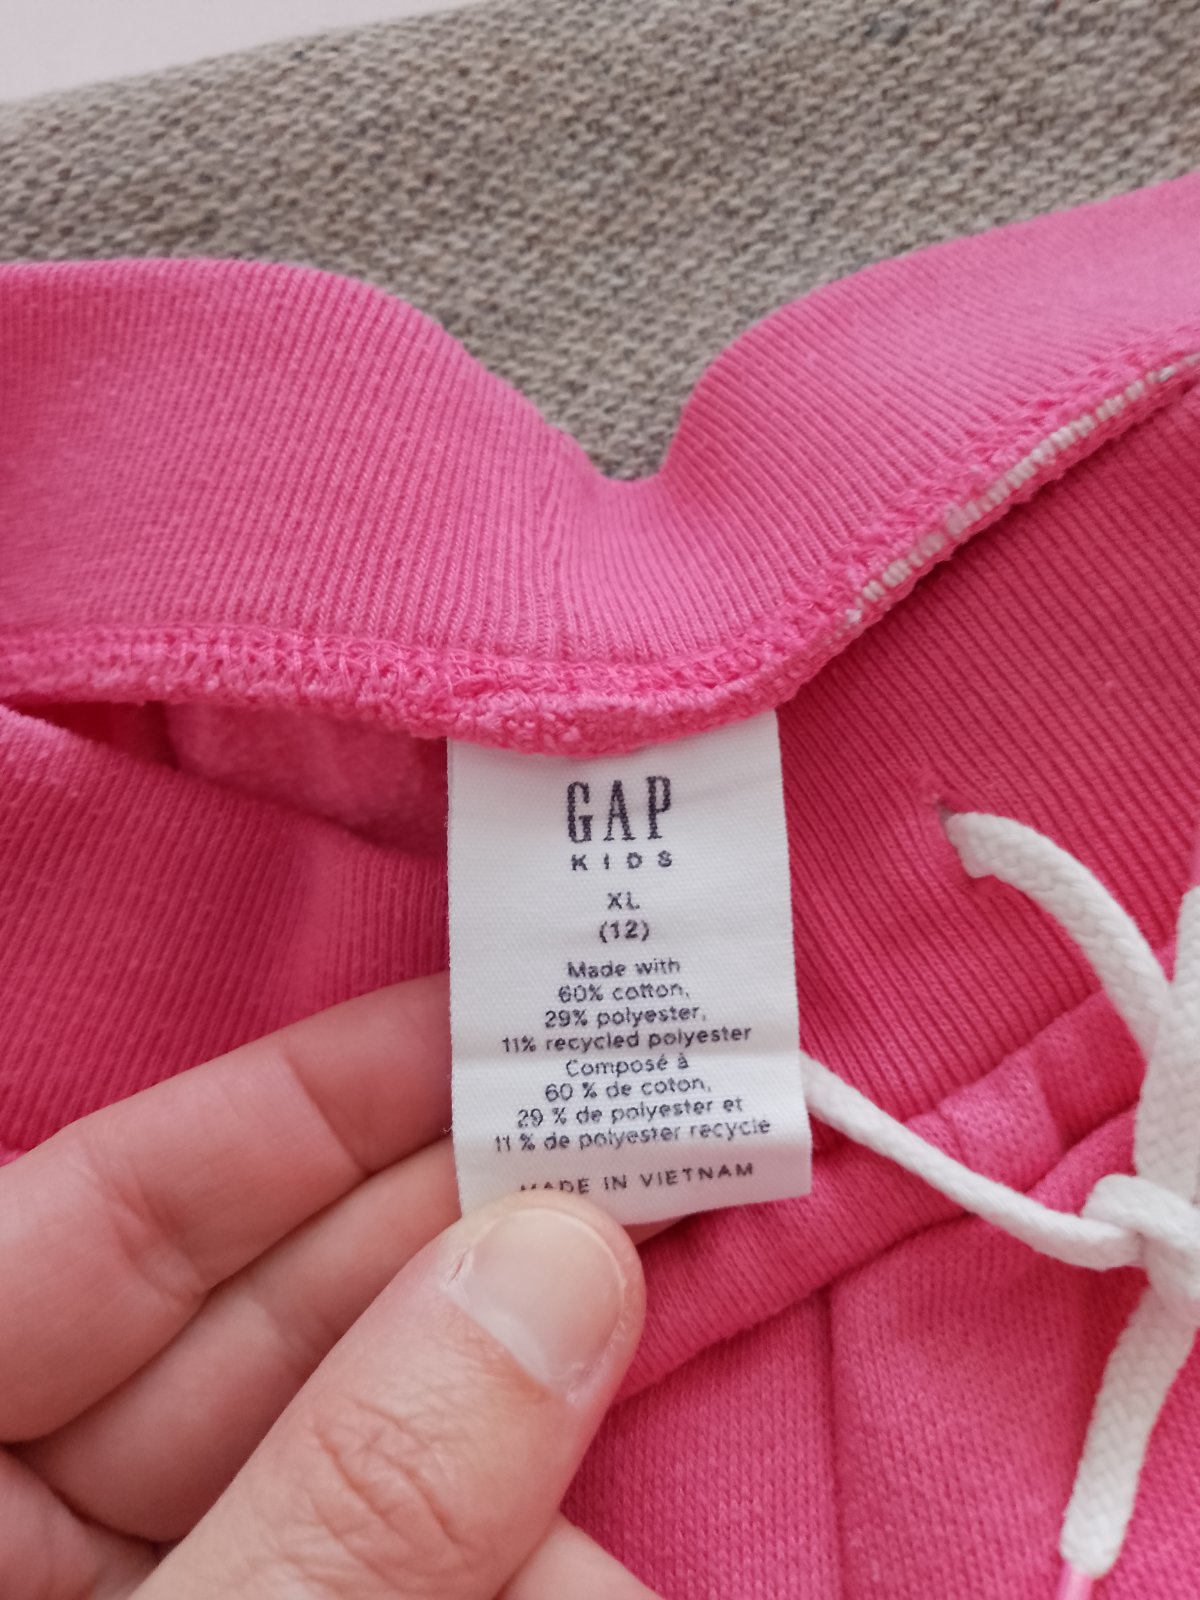 GAP
KIDS
XL
(12)
Made with
60% cotton,
29% polyester,
11% recycled polyester
Composé à
60 % de coton,
29 % de polyester et
11 % de polyester recyclé
MADE IN VIETNAM